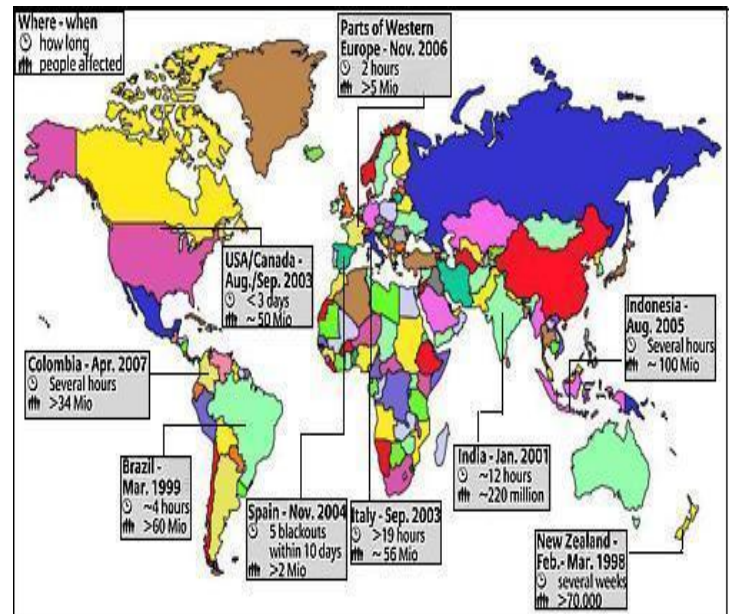 Where - when
how long
people affected
Parts of Western
Europe - Nov. 2006
2 hours
>5 Mio
USA/Canada -
Aug./Sep. 2003
< 3 days
~ 50 Mio
Indonesia -
Aug. 2005
Several hours
~ 100 Mio
Colombia - Apr. 2007
Several hours
>34 Mio
Brazil -
Mar. 1999
~4 hours
>60 Mio
Spain - Nov. 2004
5 blackouts
within 10 days
>2 Mio
Italy - Sep. 2003
>19 hours
~ 56 Mio
India - Jan. 2001
~12 hours
~220 million
New Zealand -
Feb.- Mar. 1998
several weeks
>70.000